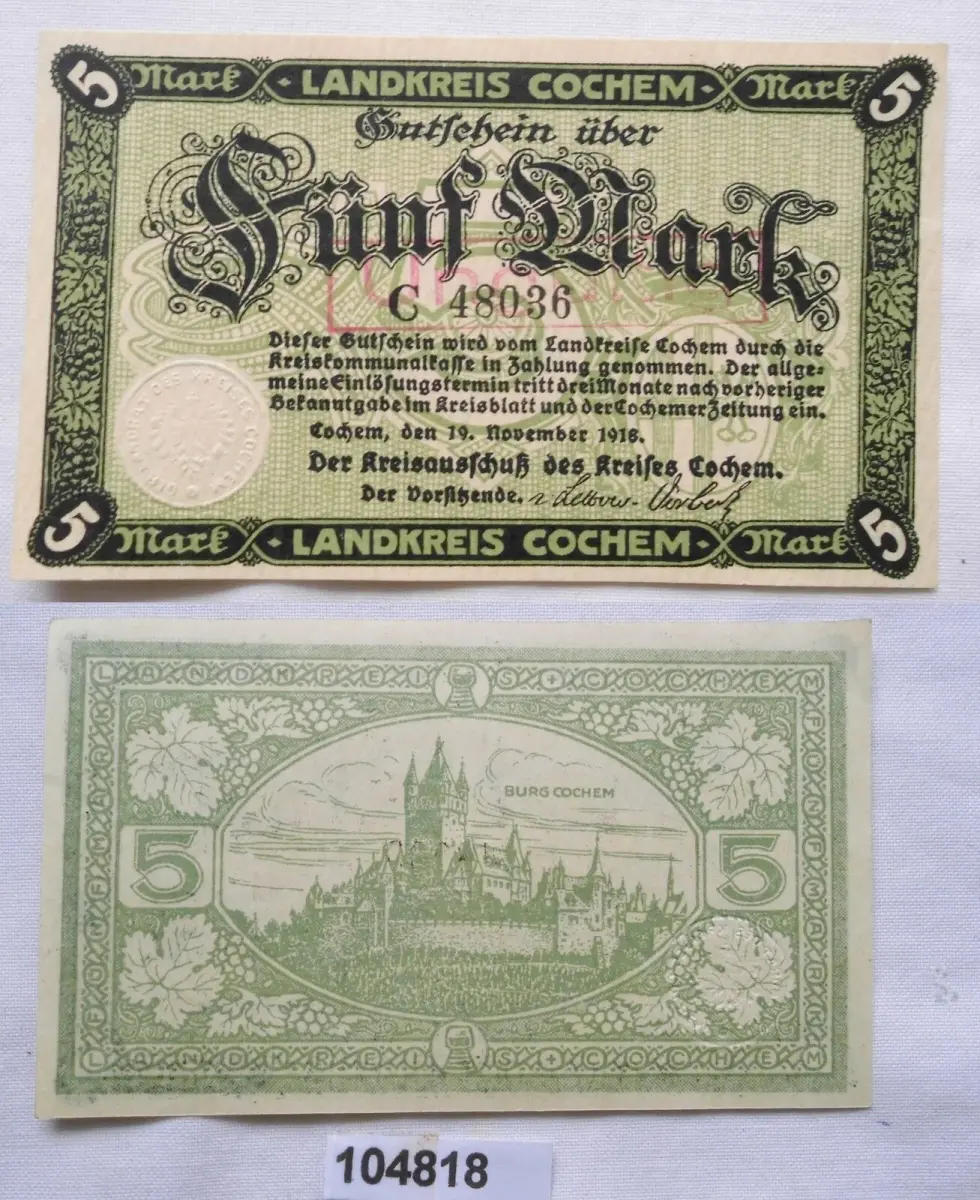 5 Mark LANDKREIS COCHEM Mark 5
Gutschein über
Fünf Mark
C 48036
Dieser Gutschein wird vom Landkreise Cochem durch die
Kreiskommunalkasse in Zahlung genommen. Der allge-
meine Einlösungstermin tritt drei Monate nach vorheriger
Bekanntgabe im Kreisblatt und der Cochemer Zeitung ein.
Cochem, den 19. November 1918.
Der Kreisausschuß des Kreises Cochem.
Der Vorsitzende.
5 Mark LANDKREIS COCHEM Mark 5
LANDKREIS + COCHEM
FÜNF MARK
FÜNF MARK
BURG COCHEM
5 5
LANDKREIS + COCHEM
104818